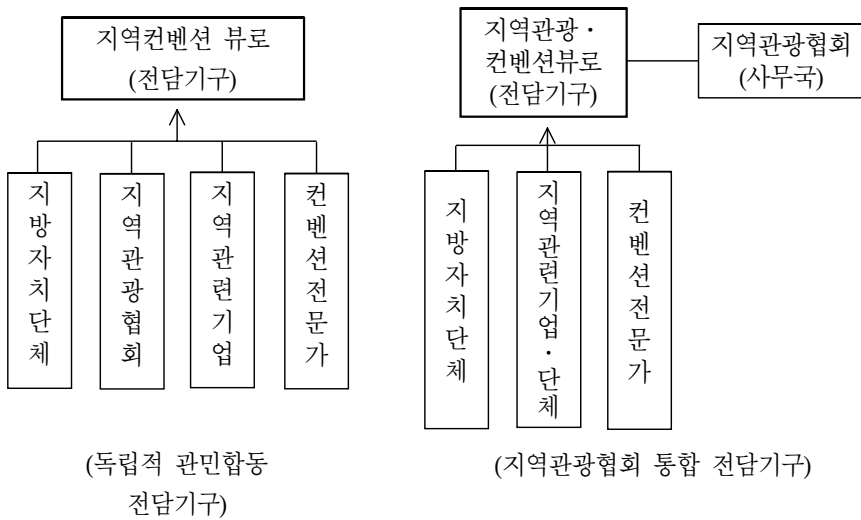 지역컨벤션 뷰로
(전담기구)
지방자치단체
지역관광협회
지역관련기업
컨벤션전문가
(독립적 관민합동
전담기구)
지역관광·
컨벤션뷰로
(전담기구)
지역관광협회
(사무국)
지방자치단체
지역관련기업·단체
컨벤션전문가
(지역관광협회 통합 전담기구)